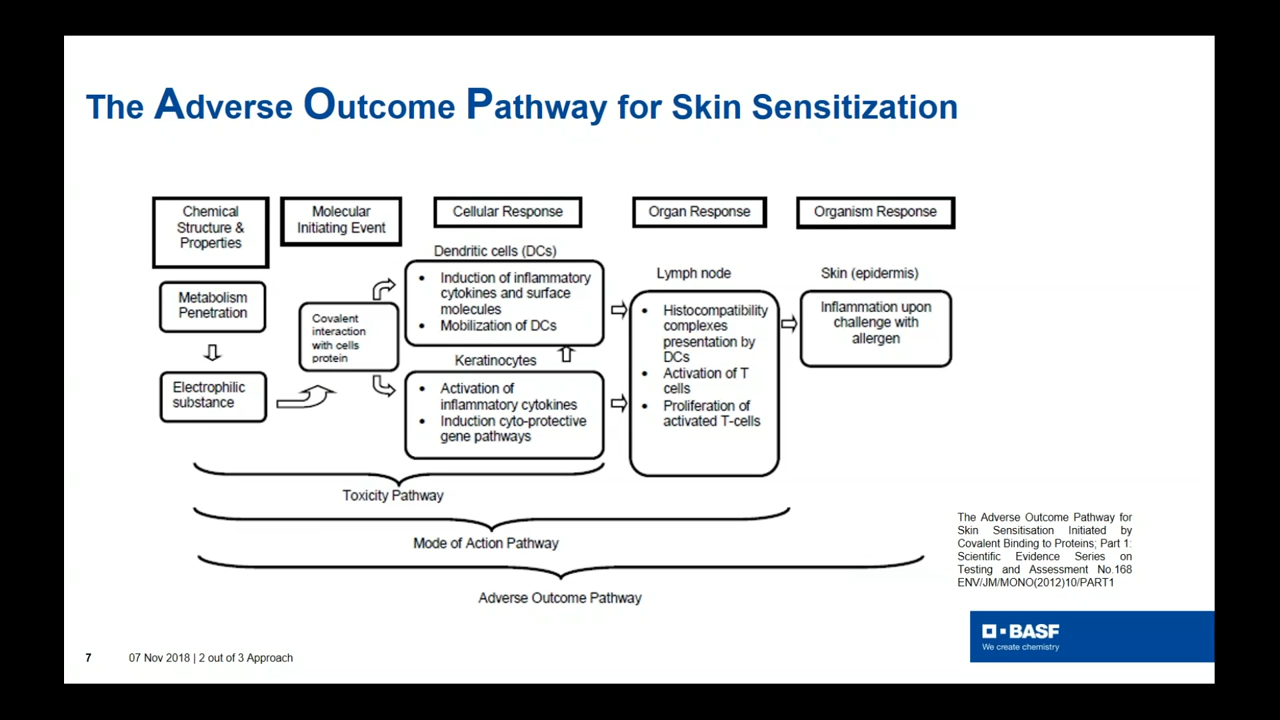 The Adverse Outcome Pathway for Skin Sensitization
Chemical
Structure &
Properties
Molecular
Initiating Event
Cellular Response
Organ Response
Organism Response
Metabolism
Penetration
Electrophilic
substance
Covalent
interaction
with cells
protein
Dendritic cells (DCs)
• Induction of inflammatory
cytokines and surface
molecules
• Mobilization of DCs
Keratinocytes
• Activation of
inflammatory cytokines
• Induction cyto-protective
gene pathways
Lymph node
• Histocompatibility
complexes
presentation by
DCs
• Activation of T
cells
• Proliferation of
activated T-cells
Skin (epidermis)
Inflammation upon
challenge with
allergen
Toxicity Pathway
Mode of Action Pathway
Adverse Outcome Pathway
The Adverse Outcome Pathway for
Skin Sensitisation Initiated by
Covalent Binding to Proteins; Part 1:
Scientific Evidence Series on
Testing and Assessment No.168
ENV/JM/MONO(2012)10/PART1
BASF
We create chemistry
7 07 Nov 2018 | 2 out of 3 Approach